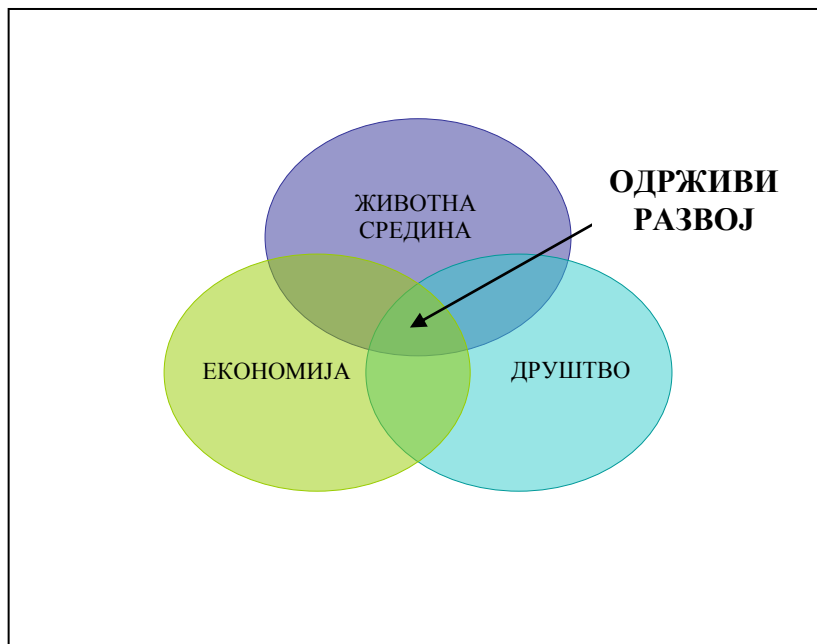 ЖИВОТНА
СРЕДИНА
ОДРЖИВИ
РАЗВОЈ
ЕКОНОМИЈА
ДРУШТВО